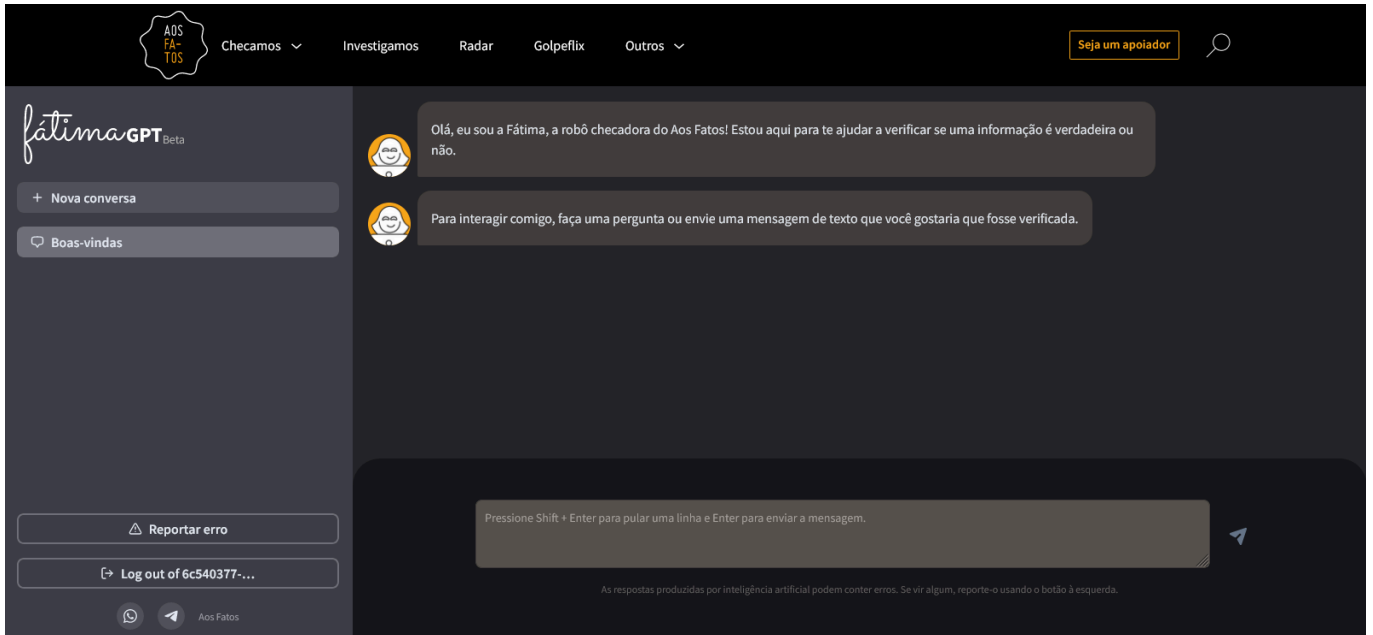 AOS
FA-
TOS
Checamos
Investigamos
Radar
Golpeflix
Outros
Seja um apoiador
fátimaGPT Beta
+ Nova conversa
Boas-vindas
Olá, eu sou a Fátima, a robô checadora do Aos Fatos! Estou aqui para te ajudar a verificar se uma informação é verdadeira ou
não.
Para interagir comigo, faça uma pergunta ou envie uma mensagem de texto que você gostaria que fosse verificada.
Reportar erro
Log out of 6c540377-...
Aos Fatos
Pressione Shift + Enter para pular uma linha e Enter para enviar a mensagem.
As respostas produzidas por inteligência artificial podem conter erros. Se vir algum, reporte-o usando o botão à esquerda.